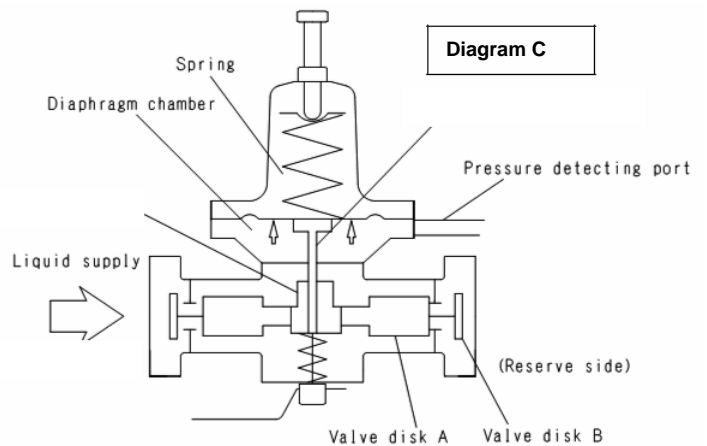 Diagram C
Spring
Diaphragm chamber
Pressure detecting port
Liquid supply
(Reserve side)
Valve disk A
Valve disk B